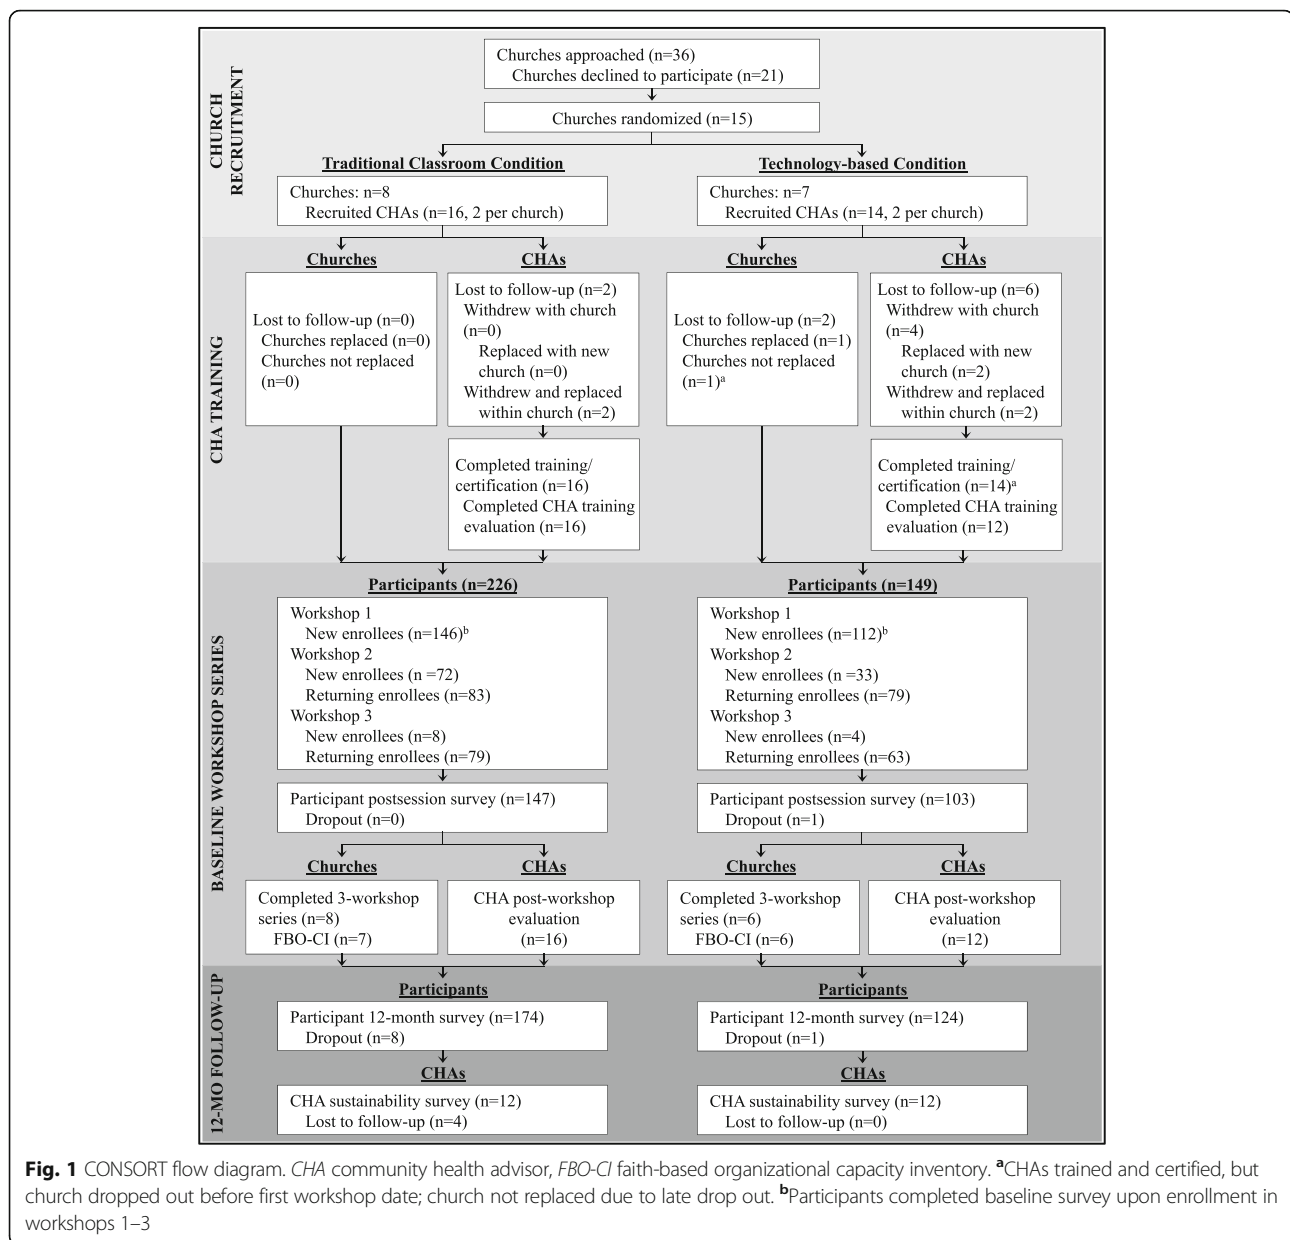 CHURCH
RECRUITMENT
Churches approached (n=36)
Churches declined to participate (n=21)
Churches randomized (n=15)
Traditional Classroom Condition
Churches: n=8
Recruited CHAs (n=16, 2 per church)
Technology-based Condition
Churches: n=7
Recruited CHAs (n=14, 2 per church)
CHA TRAINING
Churches
Lost to follow-up (n=0)
Churches replaced (n=0)
Churches not replaced
(n=0)
CHAs
Lost to follow-up (n=2)
Withdrew with church
(n=0)
Replaced with new
church (n=0)
Withdrew and replaced
within church (n=2)
Completed training/
certification (n=16)
Completed CHA training
evaluation (n=16)
Churches
Lost to follow-up (n=2)
Churches replaced (n=1)
Churches not replaced
(n=1)a
CHAs
Lost to follow-up (n=6)
Withdrew with church
(n=4)
Replaced with new
church (n=2)
Withdrew and replaced
within church (n=2)
Completed training/
certification (n=14)a
Completed CHA training
evaluation (n=12)
BASELINE WORKSHOP SERIES
Participants (n=226)
Workshop 1
New enrollees (n=146)b
Workshop 2
New enrollees (n =72)
Returning enrollees (n=83)
Workshop 3
New enrollees (n=8)
Returning enrollees (n=79)
Participant postsession survey (n=147)
Dropout (n=0)
Churches
Completed 3-workshop
series (n=8)
FBO-CI (n=7)
CHAs
CHA post-workshop
evaluation
(n=16)
Participants (n=149)
Workshop 1
New enrollees (n=112)b
Workshop 2
New enrollees (n =33)
Returning enrollees (n=79)
Workshop 3
New enrollees (n=4)
Returning enrollees (n=63)
Participant postsession survey (n=103)
Dropout (n=1)
Churches
Completed 3-workshop
series (n=6)
FBO-CI (n=6)
CHAs
CHA post-workshop
evaluation
(n=12)
12-MO FOLLOW-UP
Participants
Participant 12-month survey (n=174)
Dropout (n=8)
CHAs
CHA sustainability survey (n=12)
Lost to follow-up (n=4)
Participants
Participant 12-month survey (n=124)
Dropout (n=1)
CHAs
CHA sustainability survey (n=12)
Lost to follow-up (n=0)
Fig. 1 CONSORT flow diagram. CHA community health advisor, FBO-CI faith-based organizational capacity inventory. aCHAs trained and certified, but
church dropped out before first workshop date; church not replaced due to late drop out. bParticipants completed baseline survey upon enrollment in
workshops 1–3